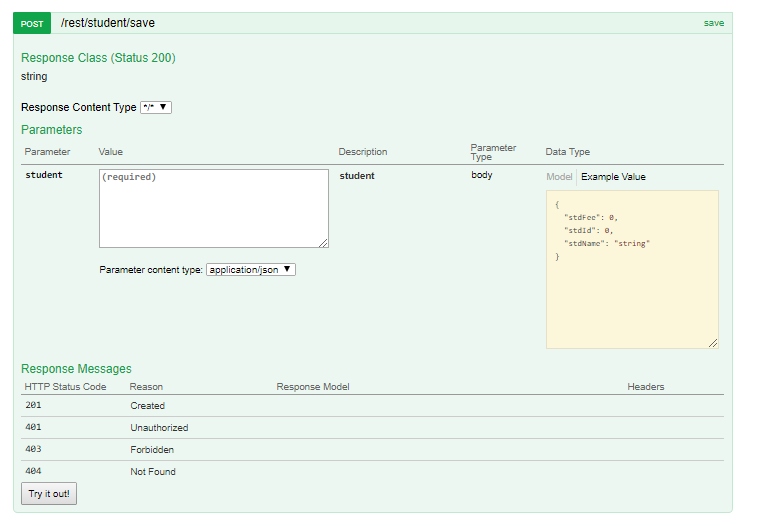 POST /rest/student/save save
Response Class (Status 200)
string
Response Content Type */* ▼
Parameters
Parameter Value Description Parameter Type Data Type
student (required) student body Model Example Value
{
"stdFee": 0,
"stdId": 0,
"stdName": "string"
}
Parameter content type: application/json ▼
Response Messages
HTTP Status Code Reason Response Model Headers
201 Created
401 Unauthorized
403 Forbidden
404 Not Found
Try it out!